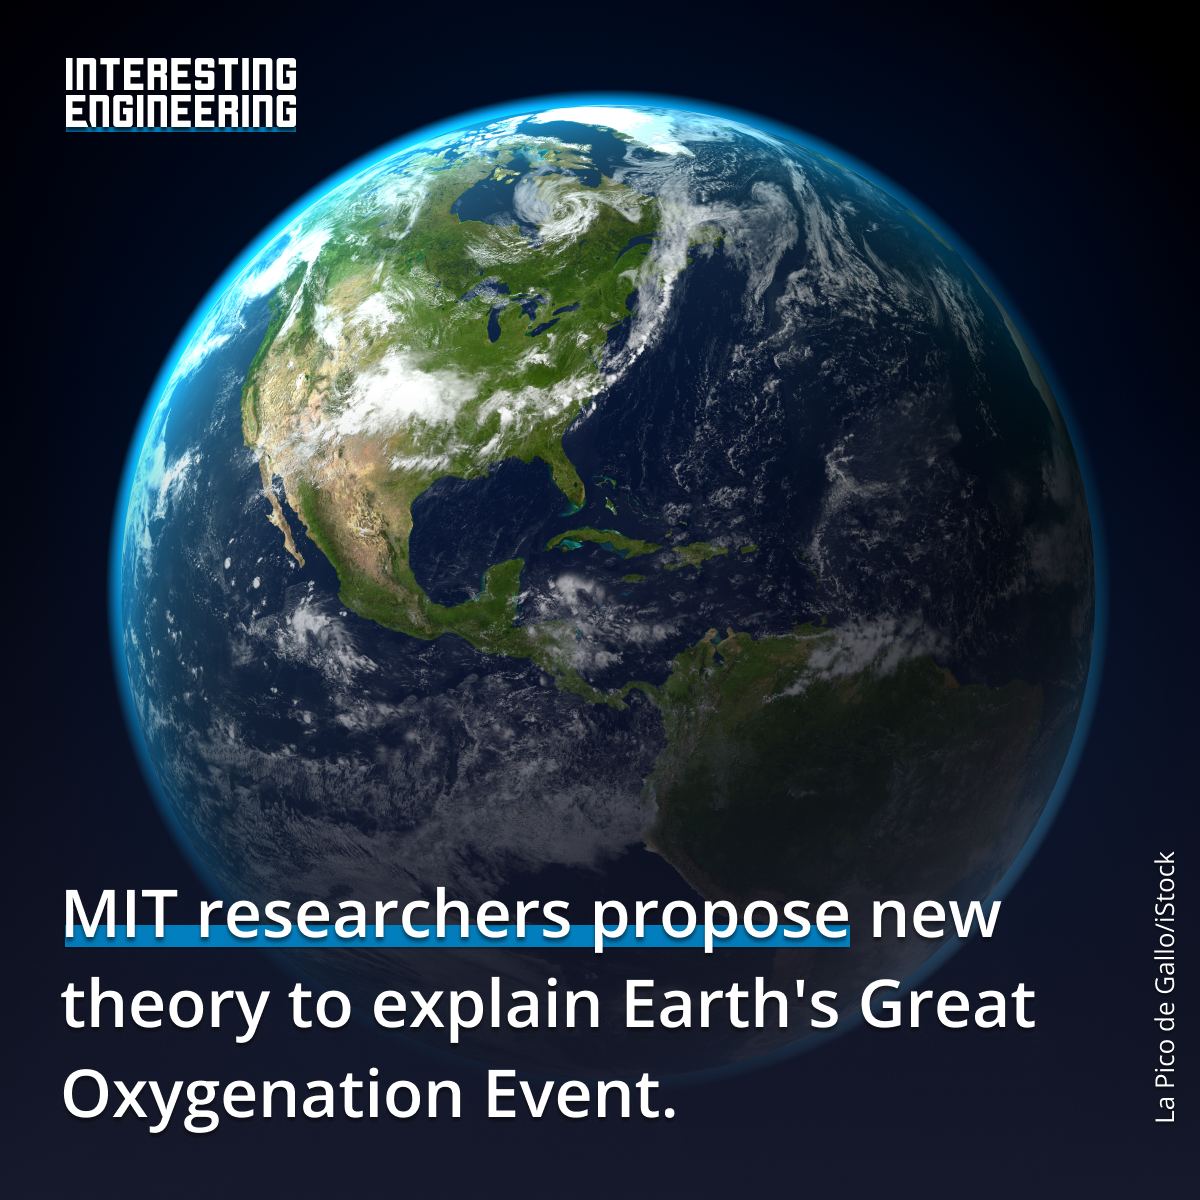 INTERESTING
ENGINEERING
MIT researchers propose new
theory to explain Earth's Great
Oxygenation Event.
La Pico de Gallo/iStock